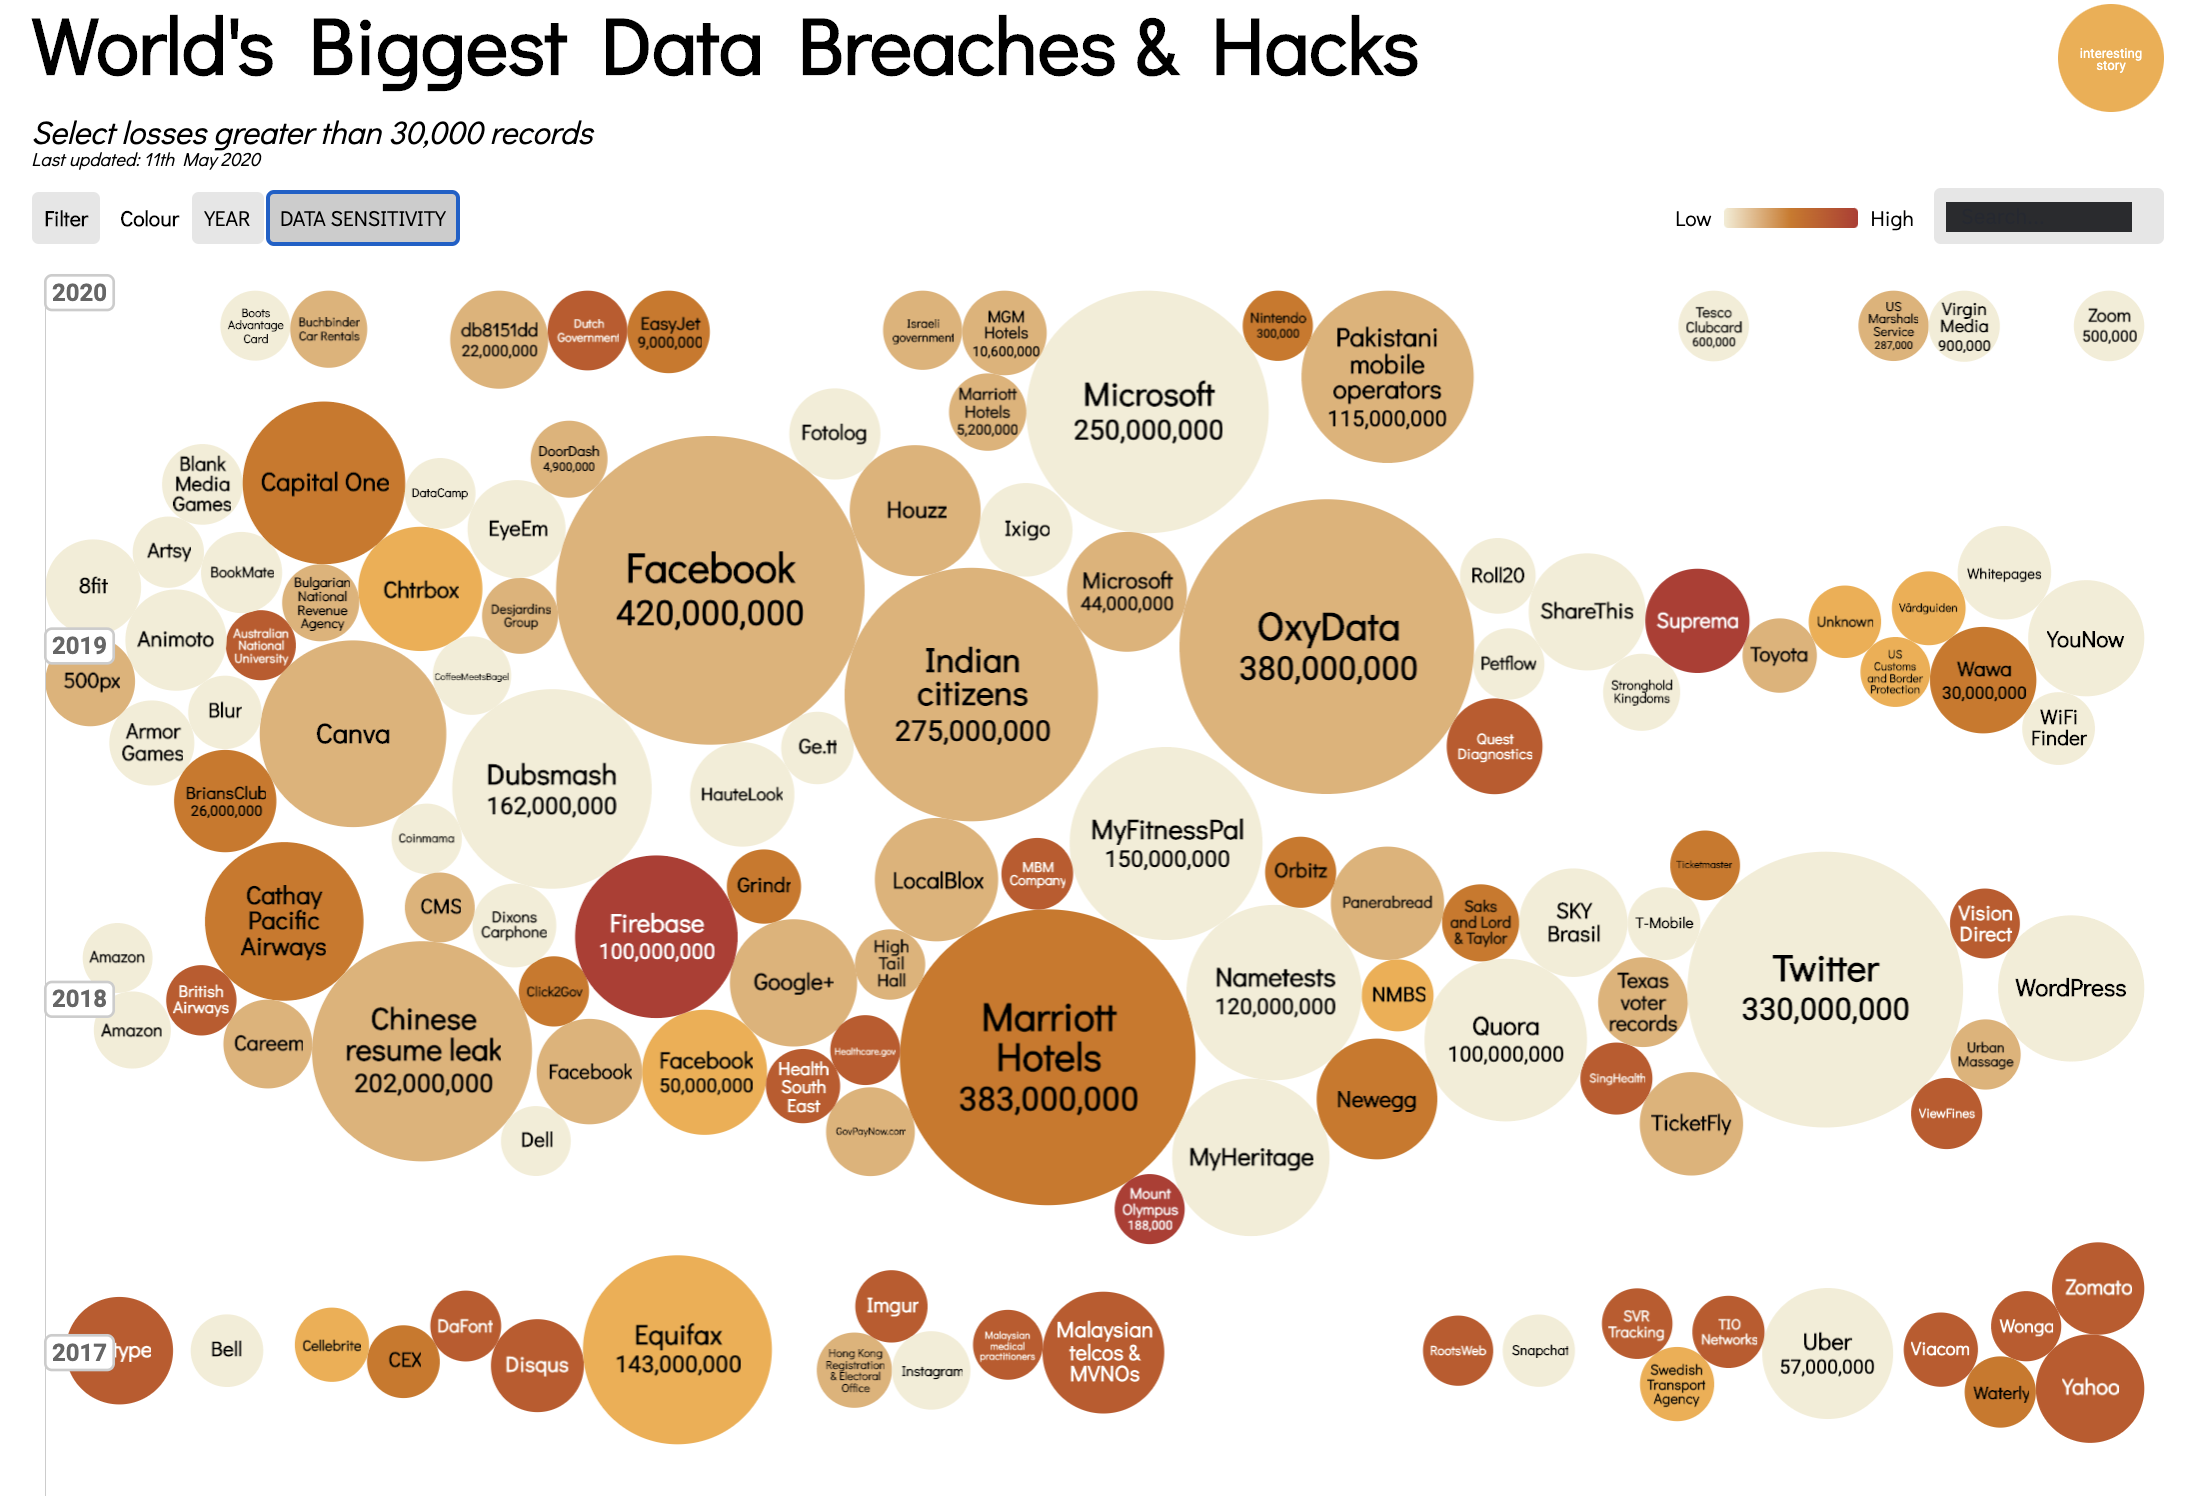 World's Biggest Data Breaches & Hacks
interesting
story
Select losses greater than 30,000 records
Last updated: 11th May 2020
Filter
Colour
YEAR
DATA SENSITIVITY
Low
High
2020
Boots
Advantage
Card
Buchbinder
Car Rentals
db8151dd
22,000,000
Dutch
Government
EasyJet
9,000,000
Israeli
government
MGM
Hotels
10,600,000
Marriott
Hotels
5,200,000
Microsoft
250,000,000
Nintendo
300,000
Pakistani
mobile
operators
115,000,000
Tesco
Clubcard
600,000
US
Marshals
Service
287,000
Virgin
Media
900,000
Zoom
500,000
Blank
Media
Games
Capital One
DataCamp
DoorDash
4,900,000
Fotolog
EyeEm
Houzz
Ixigo
Artsy
8fit
BookMate
Bulgarian
National
Revenue
Agency
Chtrbox
Desjardins
Group
Facebook
420,000,000
Microsoft
44,000,000
OxyData
380,000,000
Roll20
ShareThis
Suprema
Unknown
Vårdguiden
Whitepages
YouNow
2019
500px
Animoto
Australian
National
University
CoffeeMeetsBagel
Indian
citizens
275,000,000
Petflow
Stronghold
Kingdoms
Toyota
US
Customs
and Border
Protection
Wawa
30,000,000
WiFi
Finder
Armor
Games
Blur
Canva
Dubsmash
162,000,000
Ge.tt
HauteLook
Quest
Diagnostics
BriansClub
26,000,000
Coinmama
MyFitnessPal
150,000,000
Cathay
Pacific
Airways
CMS
Dixons
Carphone
Firebase
100,000,000
Grindr
LocalBlox
MBM
Company
Orbitz
Panerabread
Saks
and Lord
& Taylor
SKY
Brasil
T-Mobile
Ticketmaster
Twitter
330,000,000
Vision
Direct
WordPress
Amazon
2018
Amazon
British
Airways
Careem
Chinese
resume leak
202,000,000
Click2Gov
Google+
High
Tail
Hall
Marriott
Hotels
383,000,000
Nametests
120,000,000
NMBS
Quora
100,000,000
Texas
voter
records
Urban
Massage
Facebook
Facebook
50,000,000
Health
South
East
Healthcare.gov
GovPayNow.com
Dell
Newegg
SingHealth
TicketFly
ViewFines
MyHeritage
Mount
Olympus
188,000
2017
ype
Bell
Cellebrite
CEX
DaFont
Disqus
Equifax
143,000,000
Imgur
Hong Kong
Registration
& Electoral
Office
Instagram
Malaysian
medical
practitioners
Malaysian
telcos &
MVNOs
RootsWeb
Snapchat
SVR
Tracking
Swedish
Transport
Agency
TIO
Networks
Uber
57,000,000
Viacom
Wonga
Waterly
Zomato
Yahoo